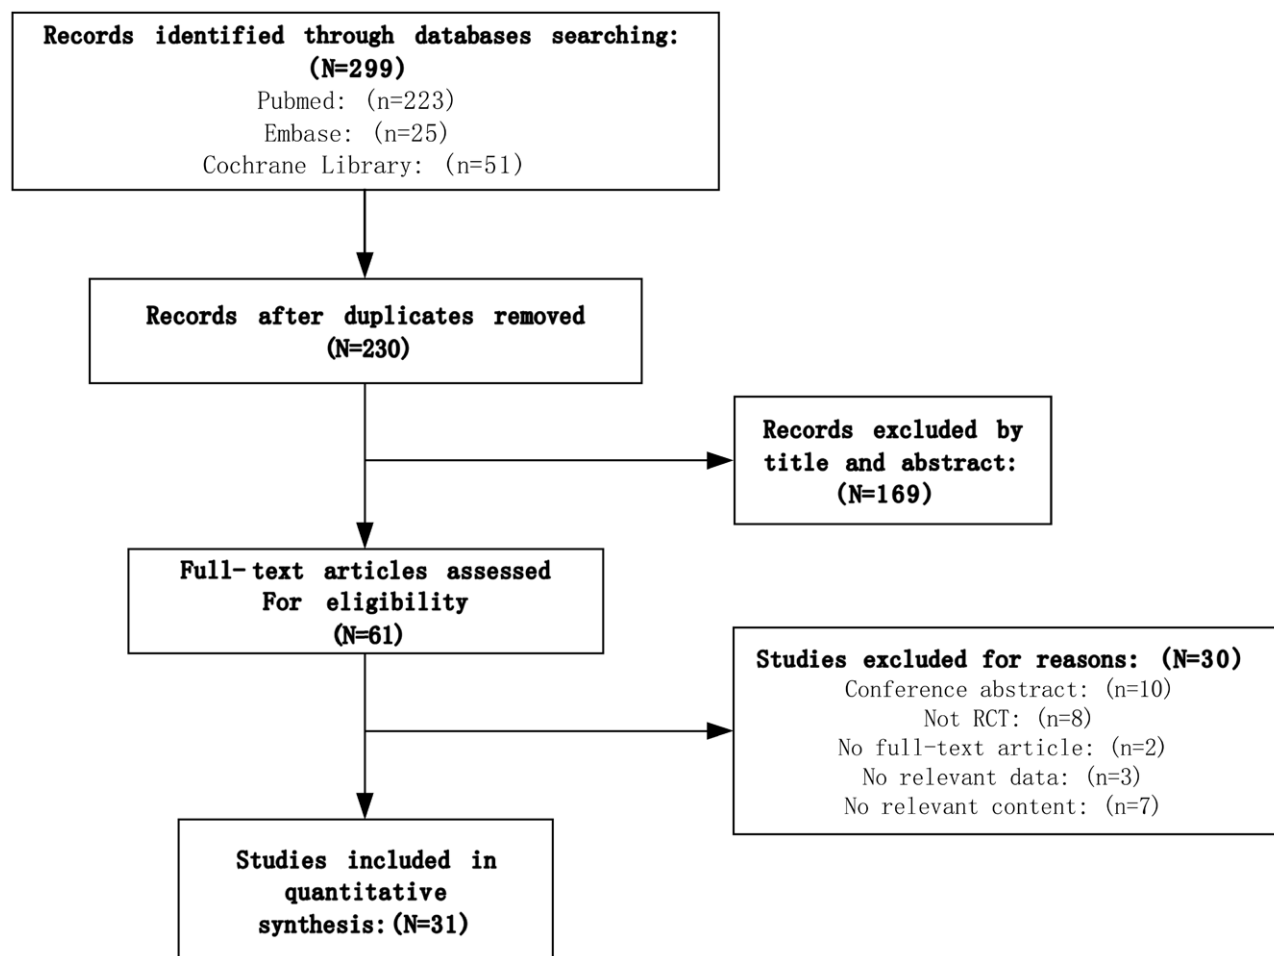 Records identified through databases searching:
(N=299)
Pubmed: (n=223)
Embase: (n=25)
Cochrane Library: (n=51)
Records after duplicates removed
(N=230)
Records excluded by
title and abstract:
(N=169)
Full-text articles assessed
For eligibility
(N=61)
Studies excluded for reasons: (N=30)
Conference abstract: (n=10)
Not RCT: (n=8)
No full-text article: (n=2)
No relevant data: (n=3)
No relevant content: (n=7)
Studies included in
quantitative
synthesis:(N=31)